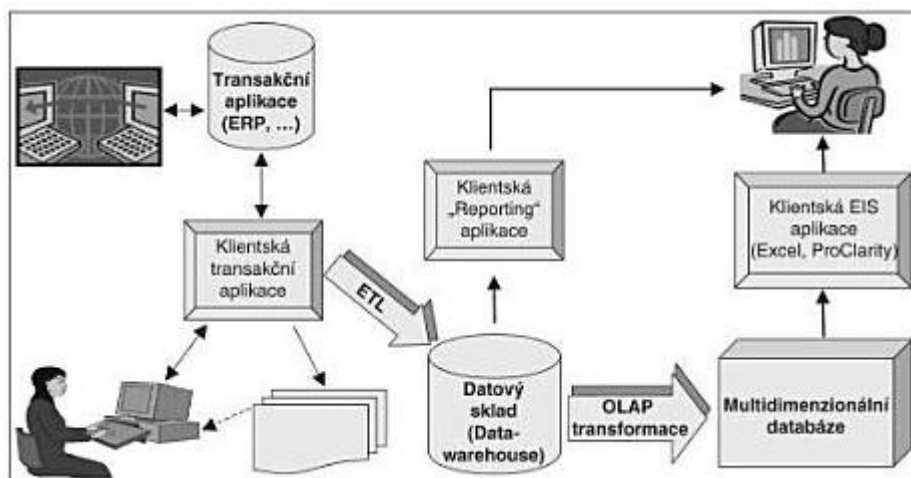 Transakční
aplikace
(ERP, ...)
Klientská
„Reporting“
aplikace
Klientská EIS
aplikace
(Excel, ProClarity)
Klientská
transakční
aplikace
ETL
Datový
sklad
(Data-
warehouse)
OLAP
transformace
Multidimenzionální
databáze